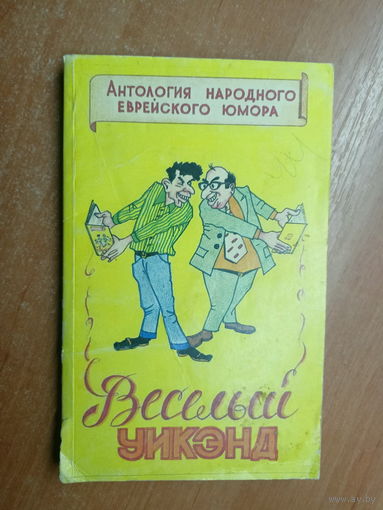 Антология народного
еврейского юмора
Веселый
уикэнд
www.ay.by